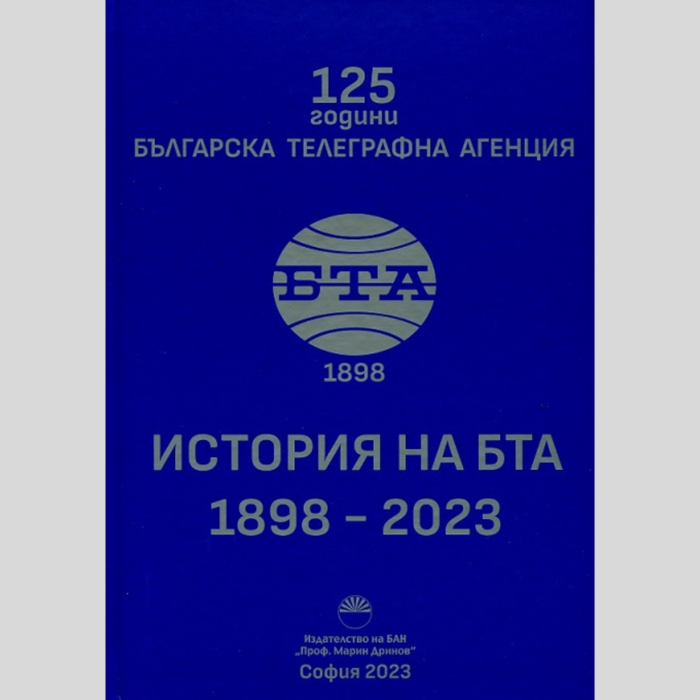 125
години
БЪЛГАРСКА ТЕЛЕГРАФНА АГЕНЦИЯ
БТА
1898
ИСТОРИЯ НА БТА
1898 – 2023
Издателство на БАН
„Проф. Марин Дринов“
София 2023